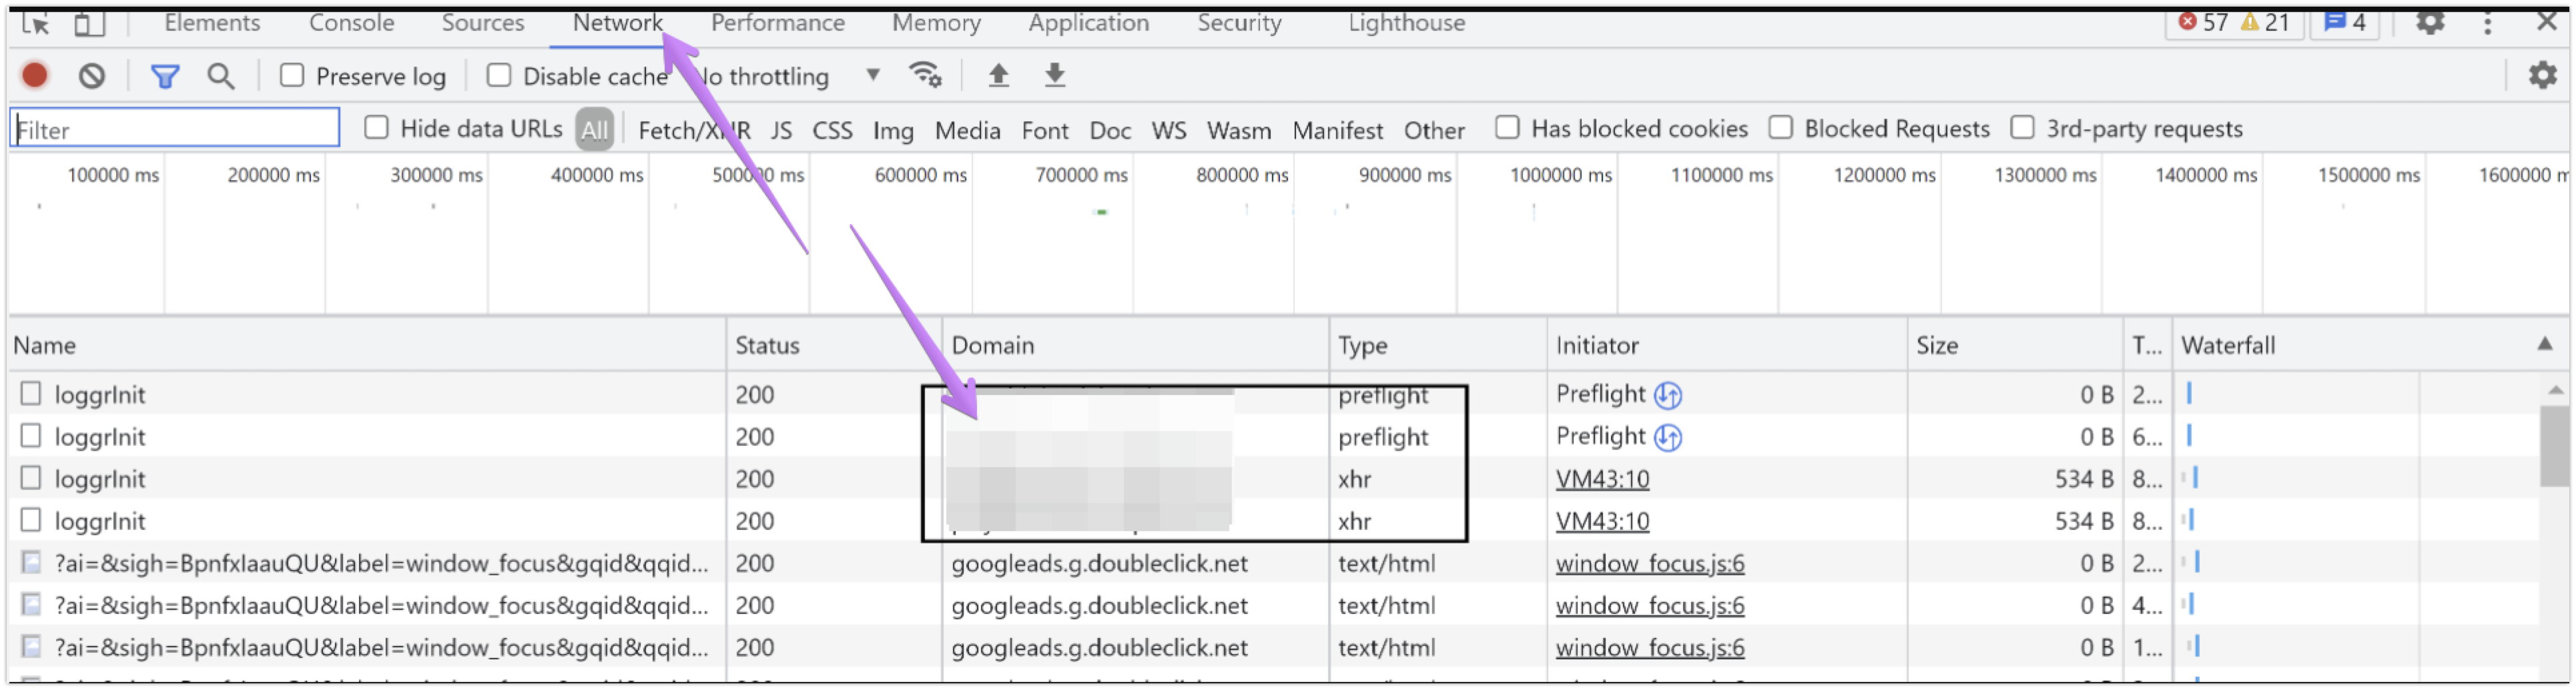 Elements Console Sources Network Performance Memory Application Security Lighthouse 57 21 4
Preserve log Disable cache No throttling
Filter Hide data URLs All Fetch/XHR JS CSS Img Media Font Doc WS Wasm Manifest Other Has blocked cookies Blocked Requests 3rd-party requests
100000 ms 200000 ms 300000 ms 400000 ms 500000 ms 600000 ms 700000 ms 800000 ms 900000 ms 1000000 ms 1100000 ms 1200000 ms 1300000 ms 1400000 ms 1500000 ms 1600000 m
Name Status Domain Type Initiator Size T... Waterfall
loggrInit 200 preflight Preflight 0 B 2...
loggrInit 200 preflight Preflight 0 B 6...
loggrInit 200 xhr VM43:10 534 B 8...
loggrInit 200 xhr VM43:10 534 B 8...
?ai=&sigh=BpnfxIaauQU&label=window_focus&gqid&qqid... 200 googleads.g.doubleclick.net text/html window_focus.js:6 0 B 2...
?ai=&sigh=BpnfxIaauQU&label=window_focus&gqid&qqid... 200 googleads.g.doubleclick.net text/html window_focus.js:6 0 B 4...
?ai=&sigh=BpnfxIaauQU&label=window_focus&gqid&qqid... 200 googleads.g.doubleclick.net text/html window_focus.js:6 0 B 1...